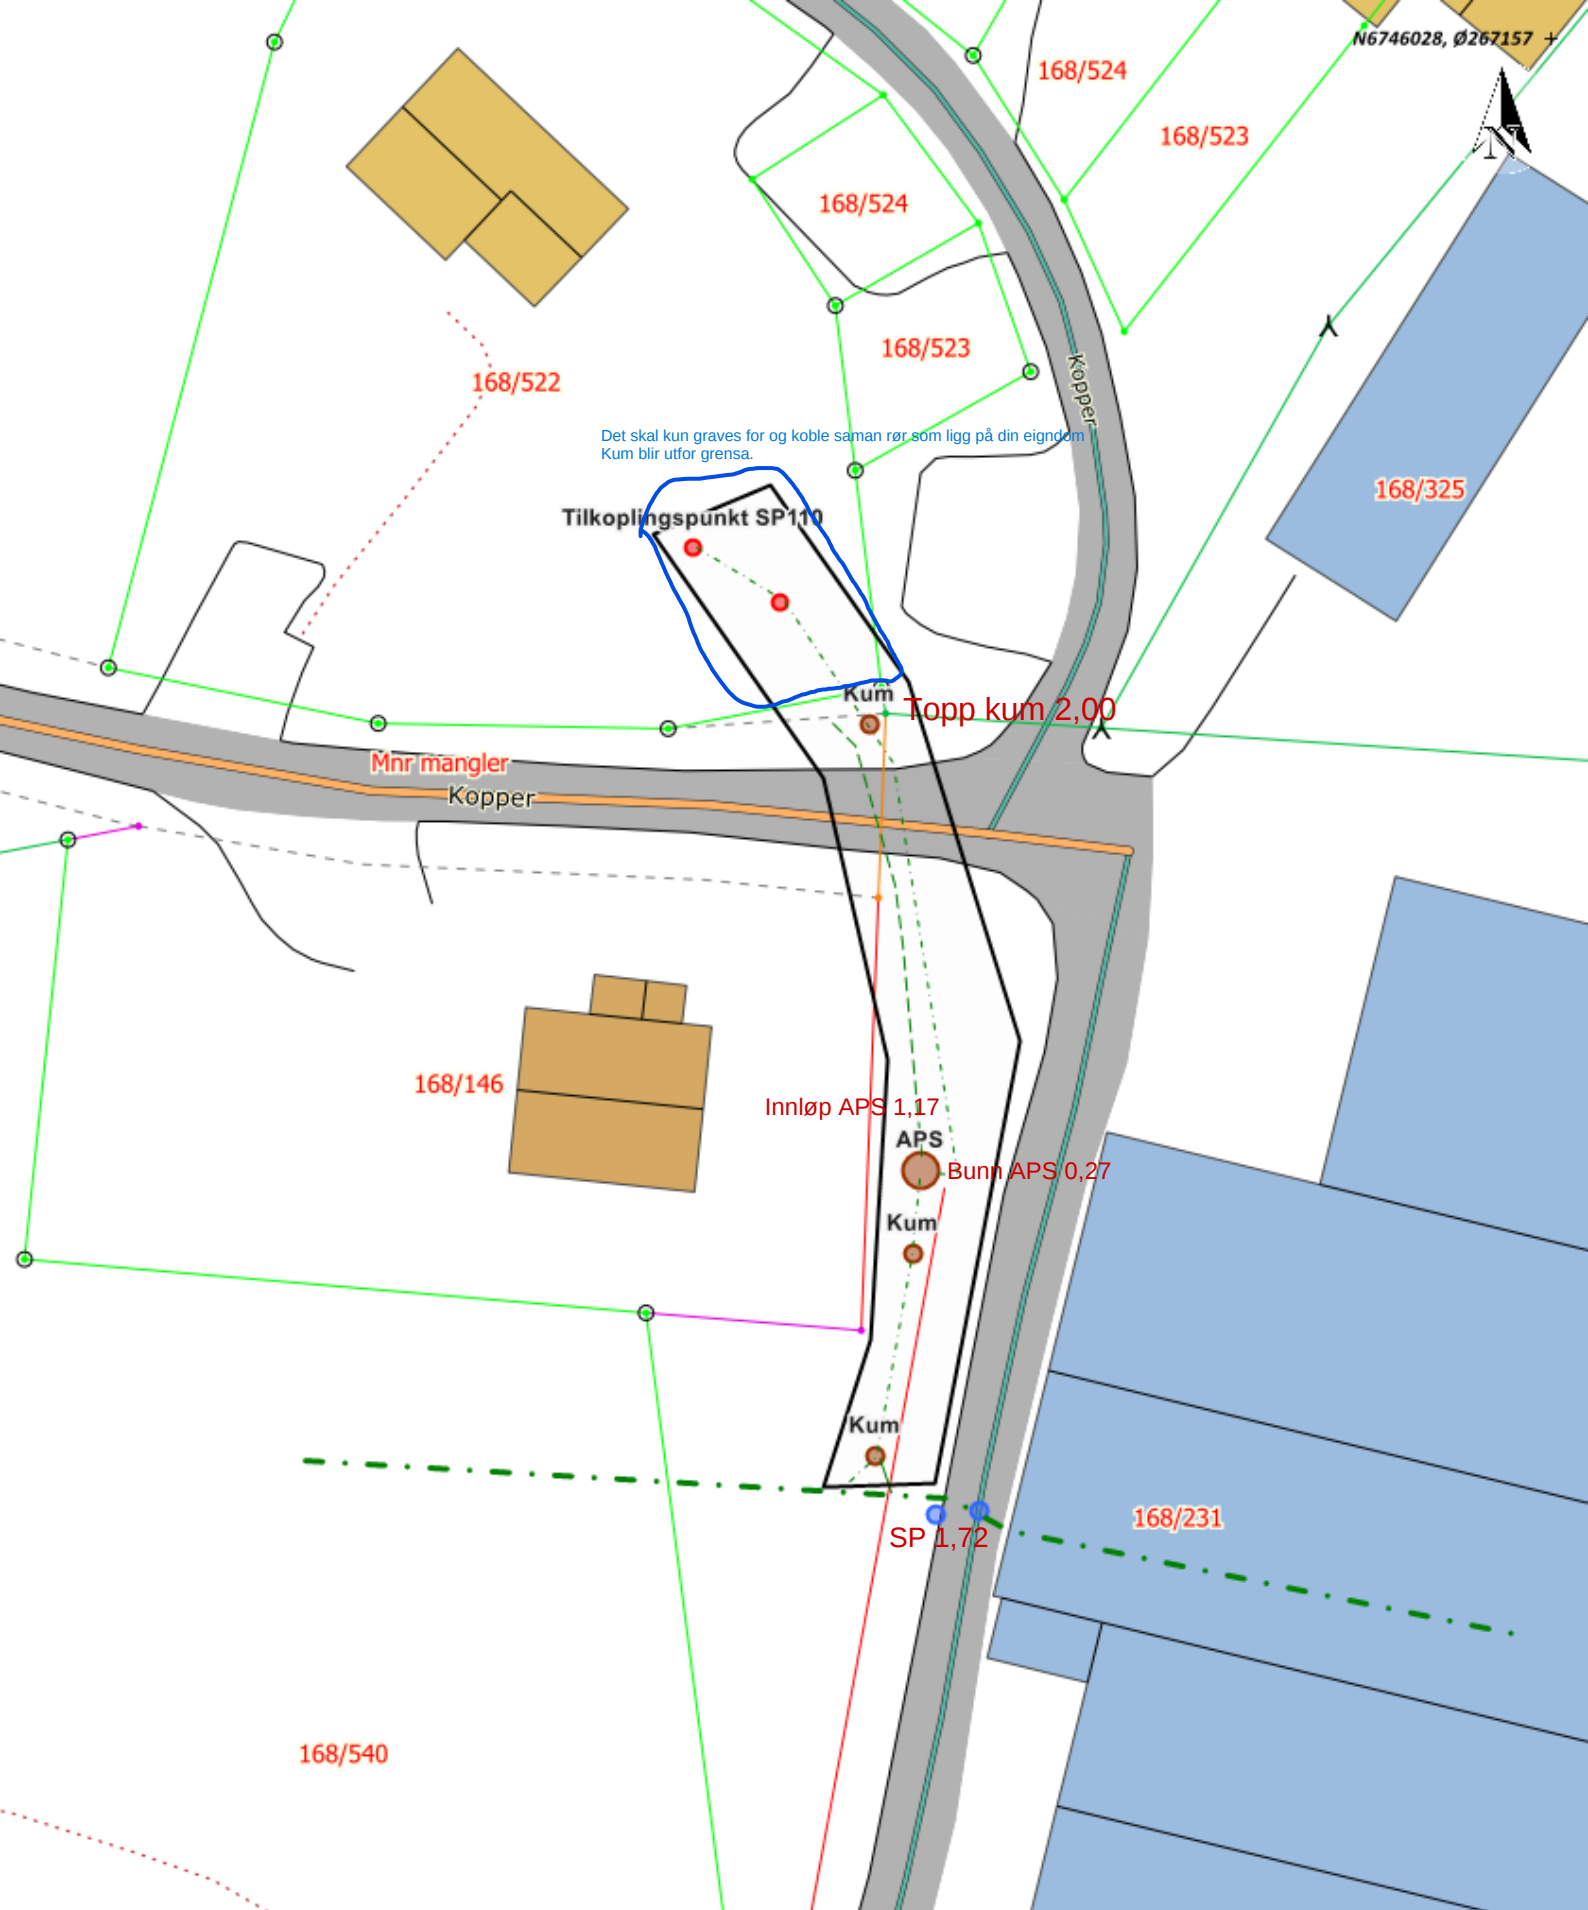 N6746028, Ø267157 +
168/524
168/523
N
168/524
168/523
Kopper
168/522
Det skal kun graves for og koble saman rør som ligg på din eigndom
Kum blir utfor grensa.
168/325
Tilkoplingspunkt SP110
Kum
Topp kum 2,00
Mnr mangler
Kopper
168/146
Innløp APS 1,17
APS
Bunn APS 0,27
Kum
Kum
168/231
SP 1,72
168/540